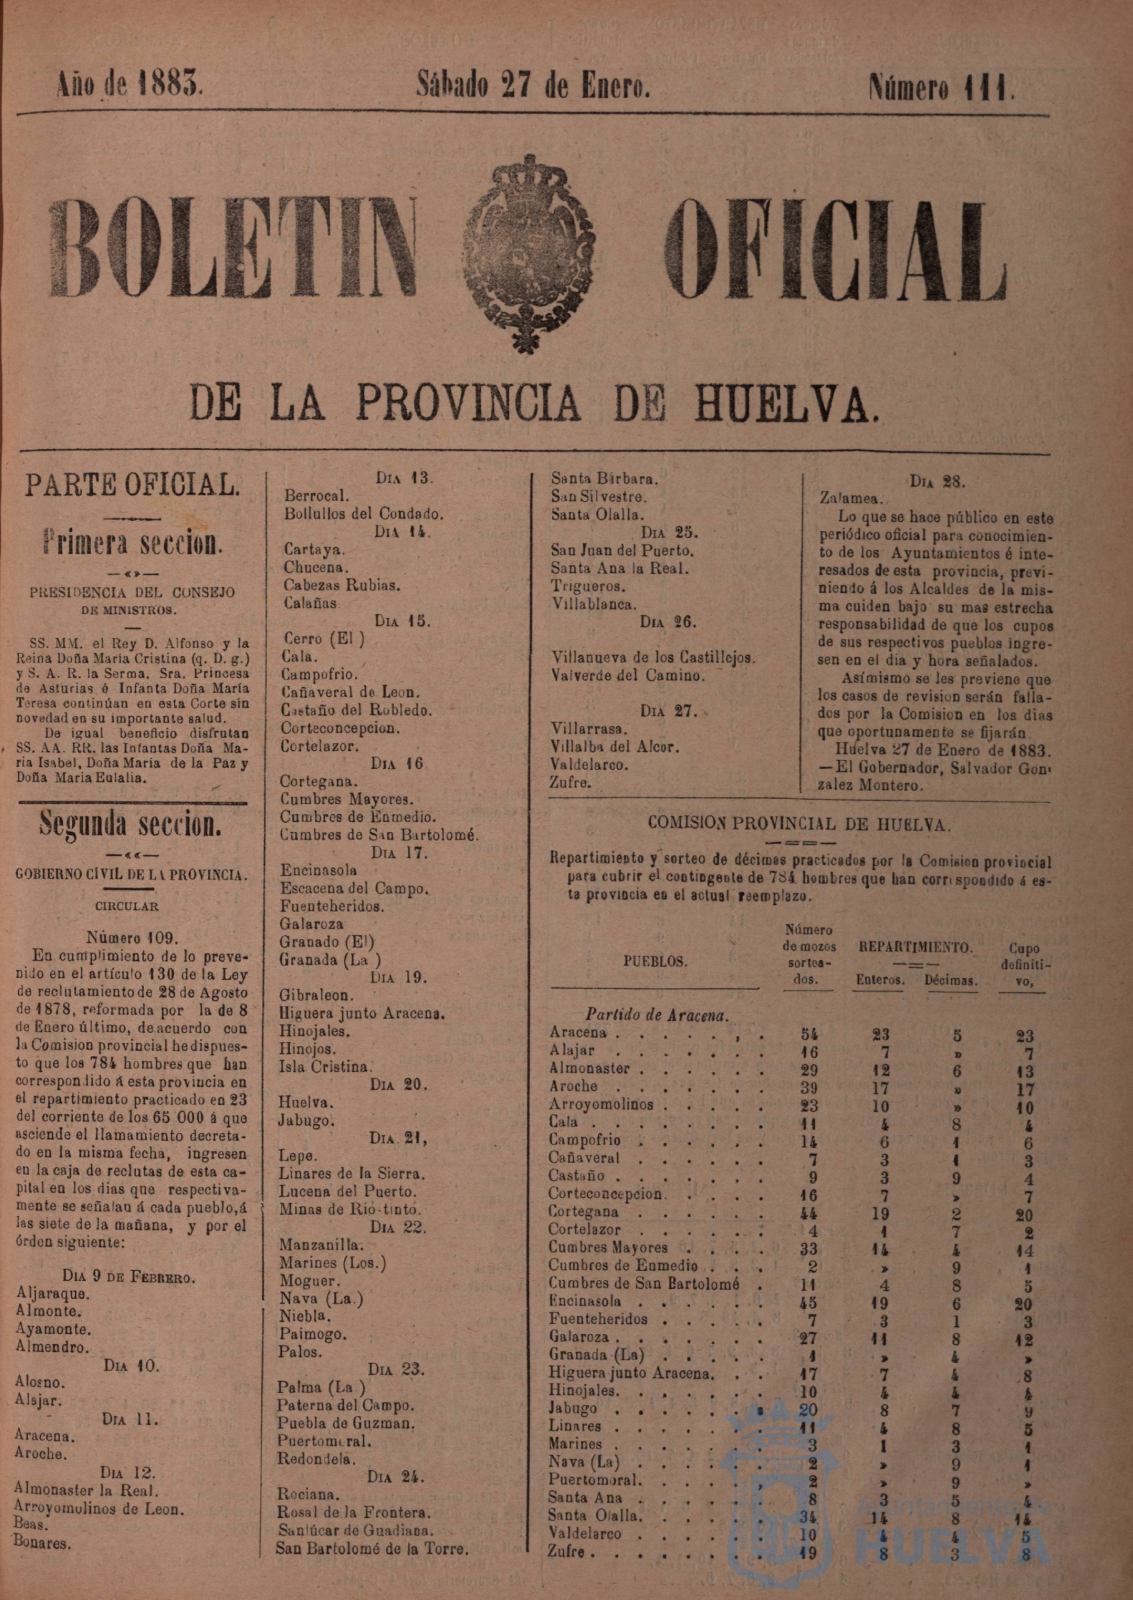 Año de 1883.
Sábado 27 de Enero.
Número 111.
BOLETIN OFICIAL
DE LA PROVINCIA DE HUELVA.
PARTE OFICIAL.
Primera seccion.
PRESIDENCIA DEL CONSEJO
DE MINISTROS.
SS. MM. el Rey D. Alfonso y la
Reina Doña María Cristina (q. D. g.)
y S. A. R. la Serma. Sra. Princesa
de Asturias é Infanta Doña María
Teresa continúan en esta Corte sin
novedad en su importante salud.
De igual beneficio disfrutan
SS. AA. RR. las Infantas Doña Ma-
ría Isabel, Doña María de la Paz y
Doña María Eulalia.
Segunda seccion.
GOBIERNO CIVIL DE LA PROVINCIA.
CIRCULAR
Número 109.
En cumplimiento de lo preve-
nido en el artículo 130 de la Ley
de reclutamiento de 28 de Agosto
de 1878, reformada por la de 8
de Enero último, de acuerdo con
la Comision provincial he dispues-
to que los 784 hombres que han
correspondido á esta provincia en
el repartimiento practicado en 23
del corriente de los 65 000 á que
asciende el llamamiento decreta-
do en la misma fecha, ingresen
en la caja de reclutas de esta ca-
pital en los dias que respectiva-
mente se señalan á cada pueblo, á
las siete de la mañana, y por el
órden siguiente:
DIA 9 DE FEBRERO.
Aljaraque.
Almonte.
Ayamonte.
Almendro.
DIA 10.
Alosno.
Alajar.
DIA 11.
Aracena.
Aroche.
DIA 12.
Almonaster la Real.
Arroyomolinos de Leon.
Beas.
Bonares.
DIA 13.
Berrocal.
Bollullos del Condado.
DIA 14.
Cartaya.
Chucena.
Cabezas Rubias.
Calañas
DIA 15.
Cerro (El )
Cala.
Campofrio.
Cañaveral de Leon.
Castaño del Robledo.
Corteconcepcion.
Cortelazor.
DIA 16
Cortegana.
Cumbres Mayores.
Cumbres de Enmedio.
Cumbres de San Bartolomé.
DIA 17.
Encinasola
Escacena del Campo.
Fuenteheridos.
Galaroza
Granado (El)
Granada (La )
DIA 19.
Gibraleon.
Higuera junto Aracena.
Hinojales.
Hinojos.
Isla Cristina.
DIA 20.
Huelva.
Jabugo.
DIA 21,
Lepe.
Linares de la Sierra.
Lucena del Puerto.
Minas de Rio-tinto.
DIA 22.
Manzanilla.
Marines (Los.)
Moguer.
Nava (La.)
Niebla.
Paimogo.
Palos.
DIA 23.
Palma (La )
Paterna del Campo.
Puebla de Guzman.
Puertomoral.
Redondela.
DIA 24.
Rociana.
Rosal de la Frontera.
Sanlúcar de Guadiana.
San Bartolomé de la Torre.
Santa Bárbara.
San Silvestre.
Santa Olalla.
DIA 25.
San Juan del Puerto.
Santa Ana la Real.
Trigueros.
Villablanca.
DIA 26.
Villanueva de los Castillejos.
Valverde del Camino.
DIA 27.
Villarrasa.
Villalba del Alcor.
Valdelarco.
Zufre.
DIA 28.
Zalamea.
Lo que se hace público en este
periódico oficial para conocimien-
to de los Ayuntamientos é inte-
resados de esta provincia, previ-
niendo á los Alcaldes de la mis-
ma cuiden bajo su mas estrecha
responsabilidad de que los cupos
de sus respectivos pueblos ingre-
sen en el dia y hora señalados.
Asímismo se les previene que
los casos de revision serán falla-
dos por la Comision en los dias
que oportunamente se fijarán.
Huelva 27 de Enero de 1883.
—El Gobernador, Salvador Gon-
zalez Montero.
COMISION PROVINCIAL DE HUELVA.
Repartimiento y sorteo de décimas practicados por la Comision provincial
para cubrir el contingente de 784 hombres que han correspondido á es-
ta provincia en el actual reemplazo.
PUEBLOS. Número de mozos sortea- dos. REPARTIMIENTO. Enteros. Décimas. Cupo definiti- vo,
Partido de Aracena.
Aracena . . . . . , . 54 23 5 23
Alajar . . . . . . . 16 7 » 7
Almonaster . . . . . . 29 12 6 13
Aroche . . . . . . . 39 17 » 17
Arroyomolinos . . . . . 23 10 » 10
Cala . . . . . . . . 11 4 8 4
Campofrio . . . . . . 14 6 1 6
Cañaveral . . . . . . 7 3 1 3
Castaño . . . . . . . 9 3 9 4
Corteconcepcion. . . . . 16 7 » 7
Cortegana . . . . . . 44 19 2 20
Cortelazor . . . . . . 4 1 7 2
Cumbres Mayores . . . . 33 14 4 14
Cumbres de Enmedio . . . 2 » 9 1
Cumbres de San Bartolomé . 11 4 8 5
Encinasola . . . . . . 45 19 6 20
Fuenteheridos . . . . . 7 3 1 3
Galaroza . . . . . . . 27 11 8 12
Granada (La) . . . . . 1 » 4 »
Higuera junto Aracena. . . 17 7 4 8
Hinojales. . . . . . . 10 4 4 4
Jabugo . . . . . . . 20 8 7 9
Linares . . . . . . . 11 4 8 5
Marines . . . . . . . 3 1 3 1
Nava (La) . . . . . . 2 » 9 1
Puertomoral. . . . . , 2 » 9 »
Santa Ana . . . . . . 8 3 5 4
Santa Olalla. . . . . . 34 14 8 14
Valdelarco . . . . . . 10 4 4 5
Zufre . . . . . . . . 19 8 3 8
Ayuntamiento de
HUELVA